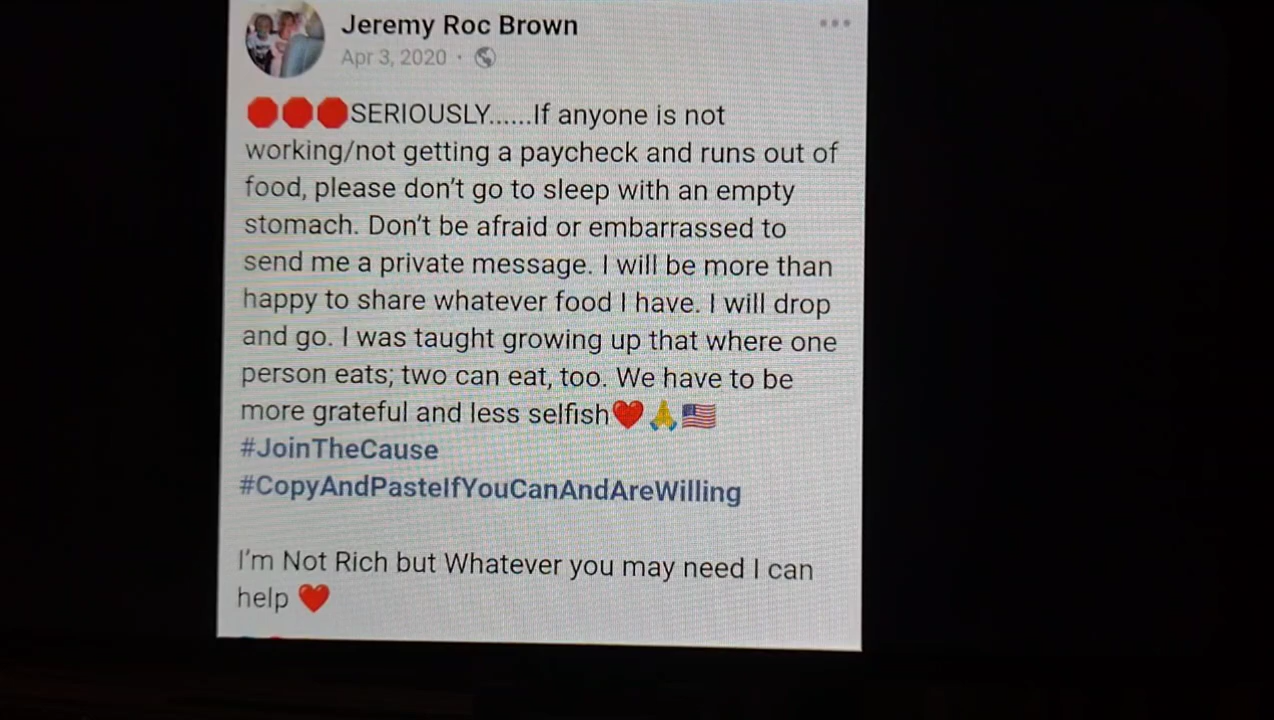 Jeremy Roc Brown
Apr 3, 2020 ·
🛑🛑🛑SERIOUSLY......If anyone is not
working/not getting a paycheck and runs out of
food, please don't go to sleep with an empty
stomach. Don't be afraid or embarrassed to
send me a private message. I will be more than
happy to share whatever food I have. I will drop
and go. I was taught growing up that where one
person eats; two can eat, too. We have to be
more grateful and less selfish❤️🙏🇺🇸
#JoinTheCause
#CopyAndPasteIfYouCanAndAreWilling
I'm Not Rich but Whatever you may need I can
help ❤️